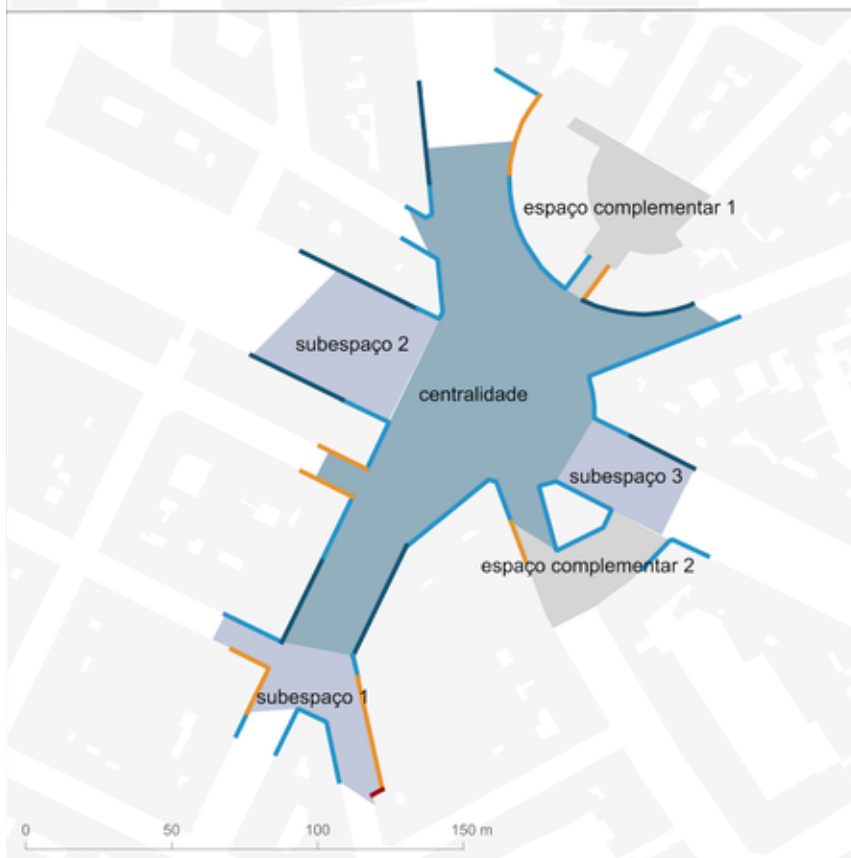 espaço complementar 1
subespaço 2
centralidade
subespaço 3
espaço complementar 2
subespaço 1
0 50 100 150 m